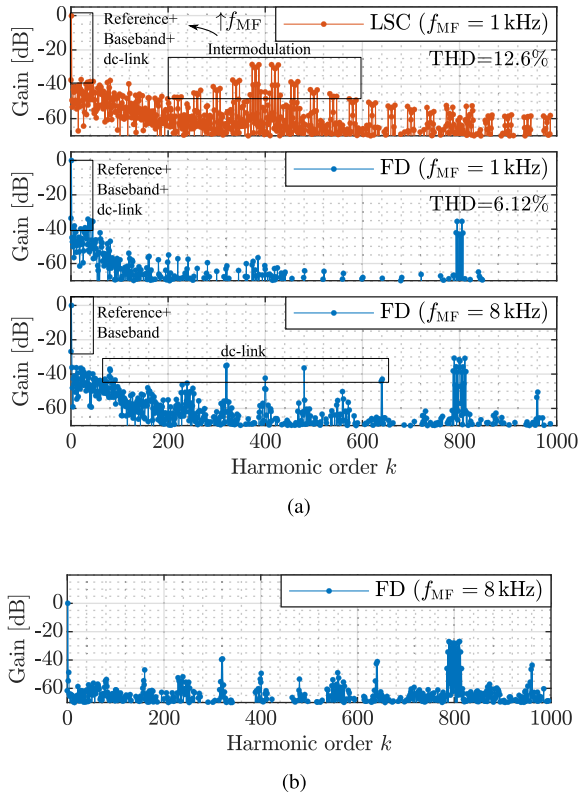 Reference+
Baseband+
dc-link
↑f_MF
Intermodulation
LSC (f_MF = 1 kHz)
THD=12.6%
Gain [dB]
0
-20
-40
-60
Reference+
Baseband+
dc-link
FD (f_MF = 1 kHz)
THD=6.12%
0
-20
-40
-60
Reference+
Baseband
dc-link
FD (f_MF = 8 kHz)
Gain [dB]
0
-20
-40
-60
0 200 400 600 800 1000
Harmonic order k
(a)
FD (f_MF = 8 kHz)
Gain [dB]
0
-20
-40
-60
0 200 400 600 800 1000
Harmonic order k
(b)